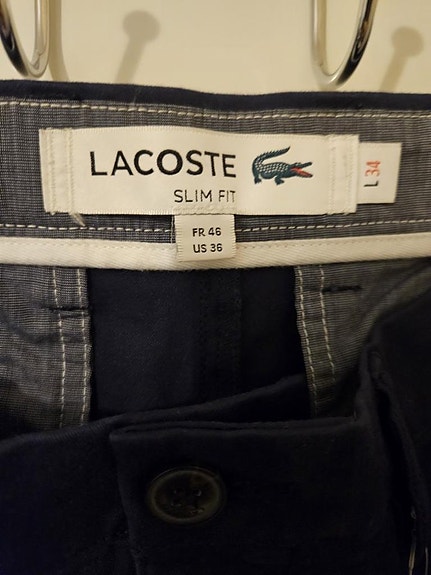 LACOSTE
SLIM FIT
L 34
FR 46
US 36